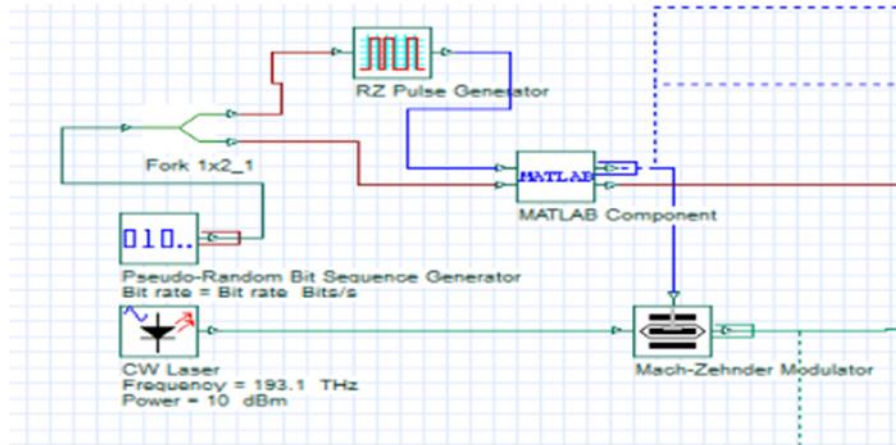 RZ Pulse Generator
Fork 1x2_1
MATLAB
MATLAB Component
010..
Pseudo-Random Bit Sequence Generator
Bit rate = Bit rate Bits/s
CW Laser
Frequency = 193.1 THz
Power = 10 dBm
Mach-Zehnder Modulator